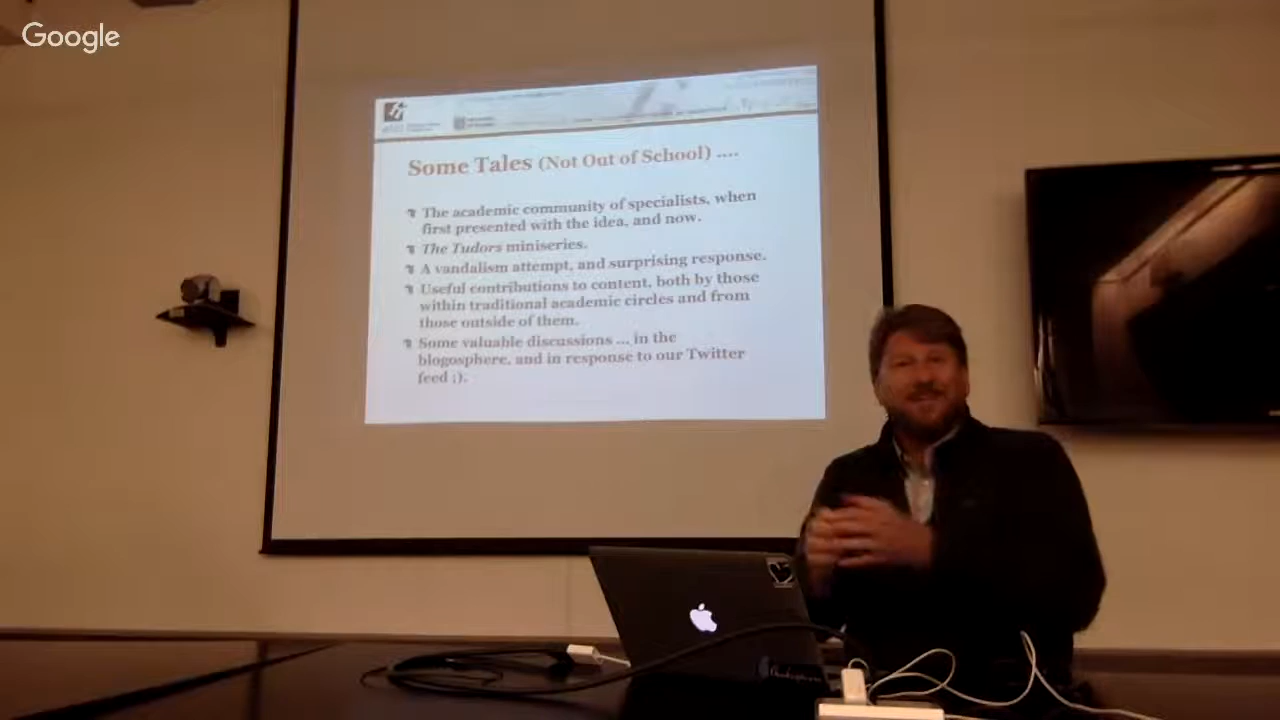 Google
Some Tales (Not Out of School) ....
The academic community of specialists, when
first presented with the idea, and now.
The Tudors miniseries.
A vandalism attempt, and surprising response.
Useful contributions to content, both by those
within traditional academic circles and from
those outside of them.
Some valuable discussions ... in the
blogosphere, and in response to our Twitter
feed ;).